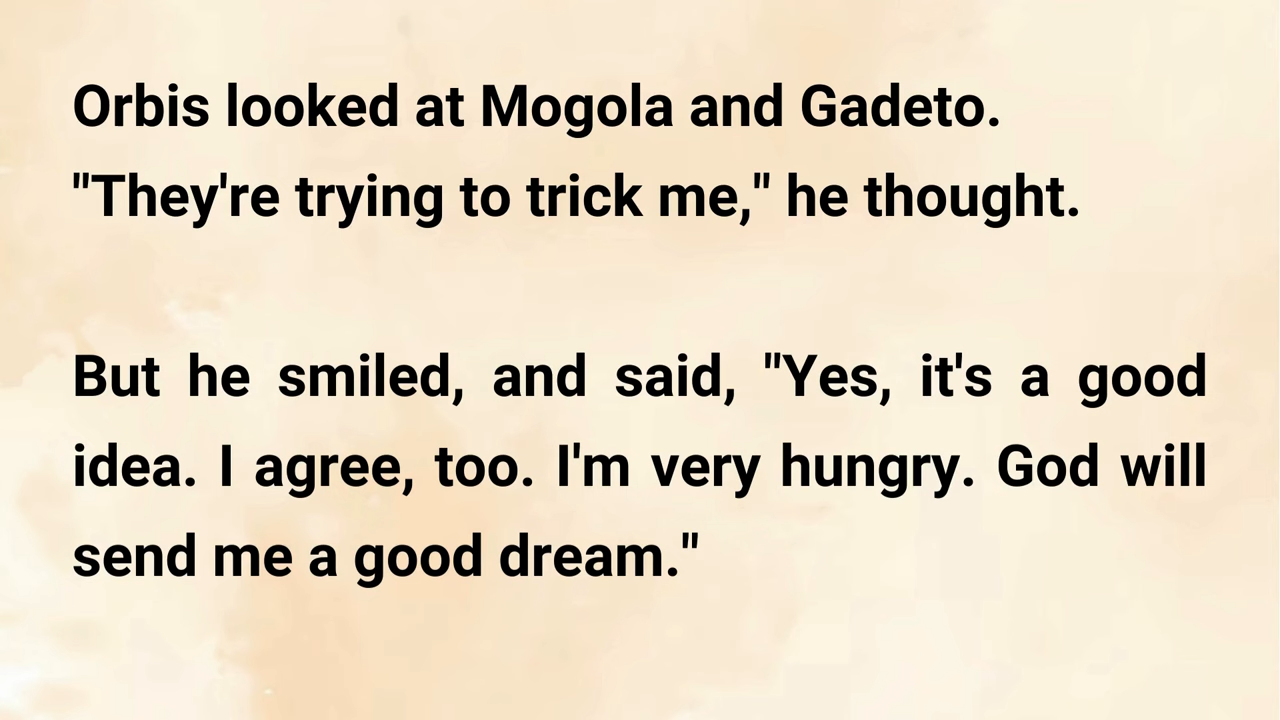 Orbis looked at Mogola and Gadeto.
"They're trying to trick me," he thought.
But he smiled, and said, "Yes, it's a good
idea. I agree, too. I'm very hungry. God will
send me a good dream."